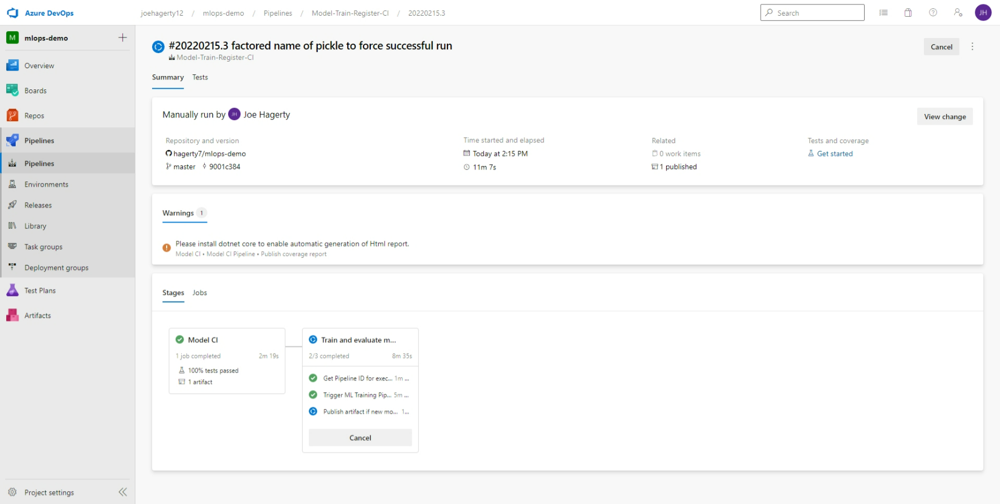 Azure DevOps
joehagerty12 / mlops-demo / Pipelines / Model-Train-Register-CI / 20220215.3
Search
JH
M mlops-demo
Overview
Boards
Repos
Pipelines
Pipelines
Environments
Releases
Library
Task groups
Deployment groups
Test Plans
Artifacts
Project settings
#20220215.3 factored name of pickle to force successful run
Model-Train-Register-CI
Cancel
Summary Tests
Manually run by JH Joe Hagerty
View change
Repository and version
hagerty7/mlops-demo
master 9001c384
Time started and elapsed
Today at 2:15 PM
11m 7s
Related
0 work items
1 published
Tests and coverage
Get started
Warnings 1
Please install dotnet core to enable automatic generation of Html report.
Model CI • Model CI Pipeline • Publish coverage report
Stages Jobs
Model CI
1 job completed 2m 19s
100% tests passed
1 artifact
Train and evaluate m...
2/3 completed 8m 35s
Get Pipeline ID for exec... 1m ...
Trigger ML Training Pip... 5m ...
Publish artifact if new mo... 1...
Cancel